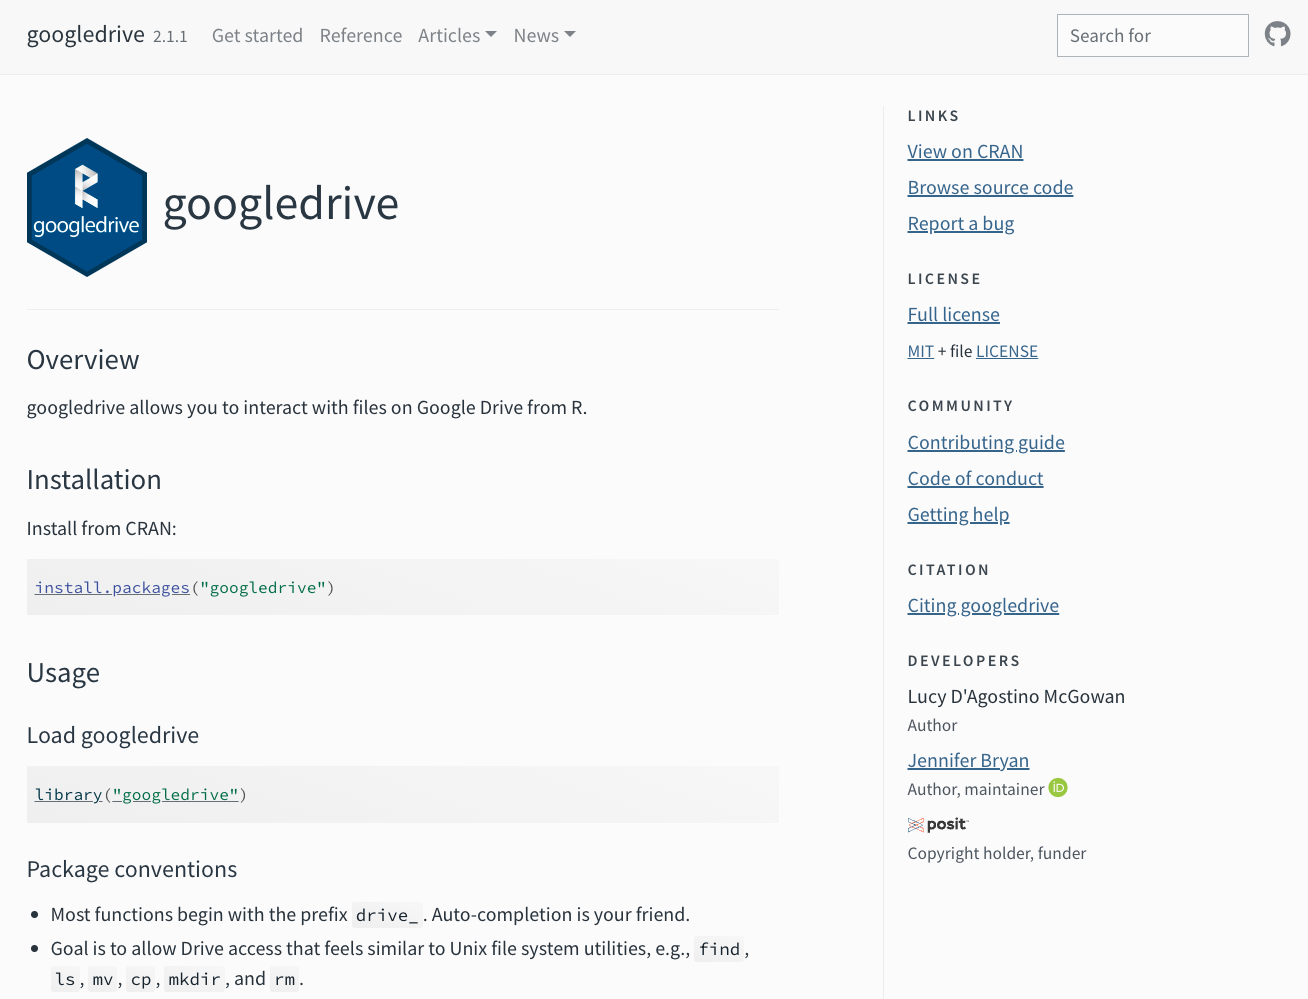 googledrive 2.1.1 Get started Reference Articles News Search for
googledrive
googledrive
Overview
googledrive allows you to interact with files on Google Drive from R.
Installation
Install from CRAN:
install.packages("googledrive")
Usage
Load googledrive
library("googledrive")
Package conventions
Most functions begin with the prefix drive_. Auto-completion is your friend.
Goal is to allow Drive access that feels similar to Unix file system utilities, e.g., find,
ls, mv, cp, mkdir, and rm.
LINKS
View on CRAN
Browse source code
Report a bug
LICENSE
Full license
MIT + file LICENSE
COMMUNITY
Contributing guide
Code of conduct
Getting help
CITATION
Citing googledrive
DEVELOPERS
Lucy D'Agostino McGowan
Author
Jennifer Bryan
Author, maintainer iD
posit™
Copyright holder, funder